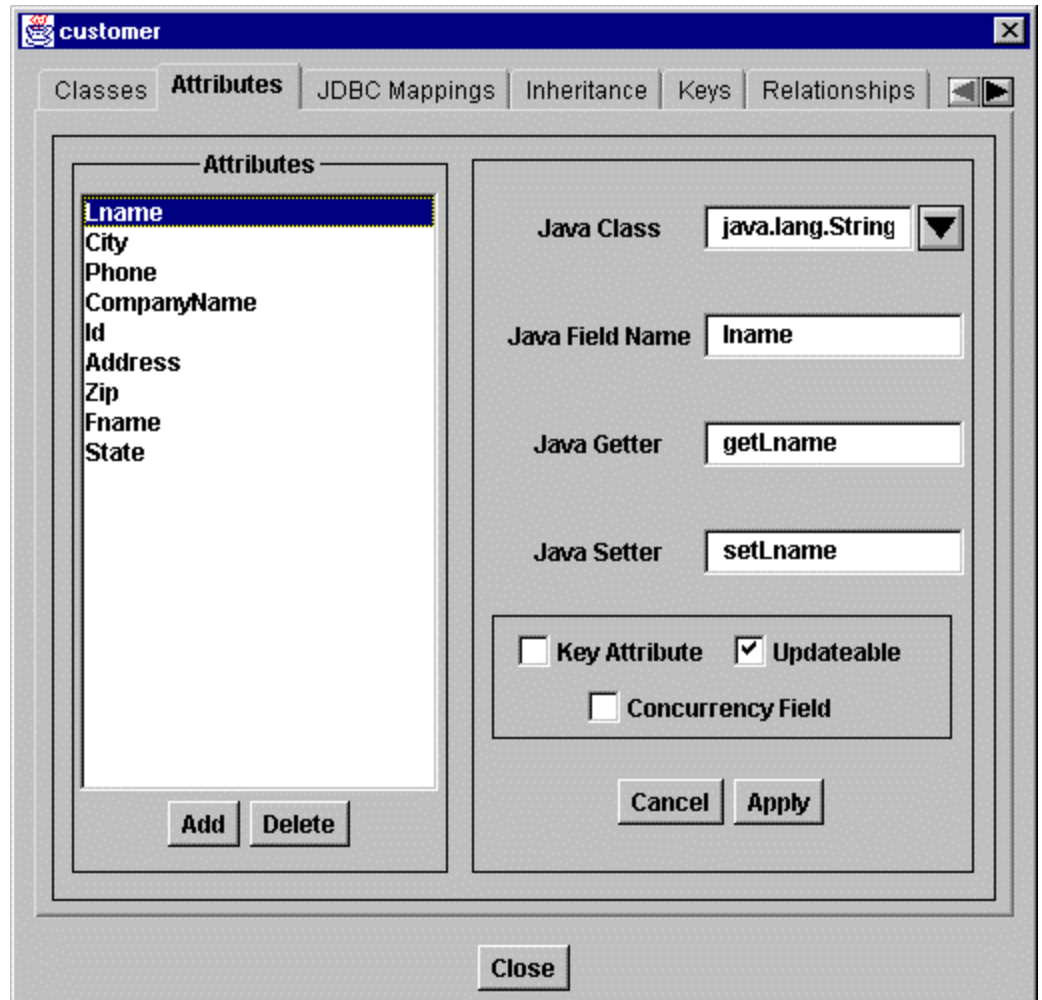 customer
Classes Attributes JDBC Mappings Inheritance Keys Relationships
Attributes
Lname
City
Phone
CompanyName
Id
Address
Zip
Fname
State
Add Delete
Java Class java.lang.String
Java Field Name lname
Java Getter getLname
Java Setter setLname
Key Attribute Updateable
Concurrency Field
Cancel Apply
Close